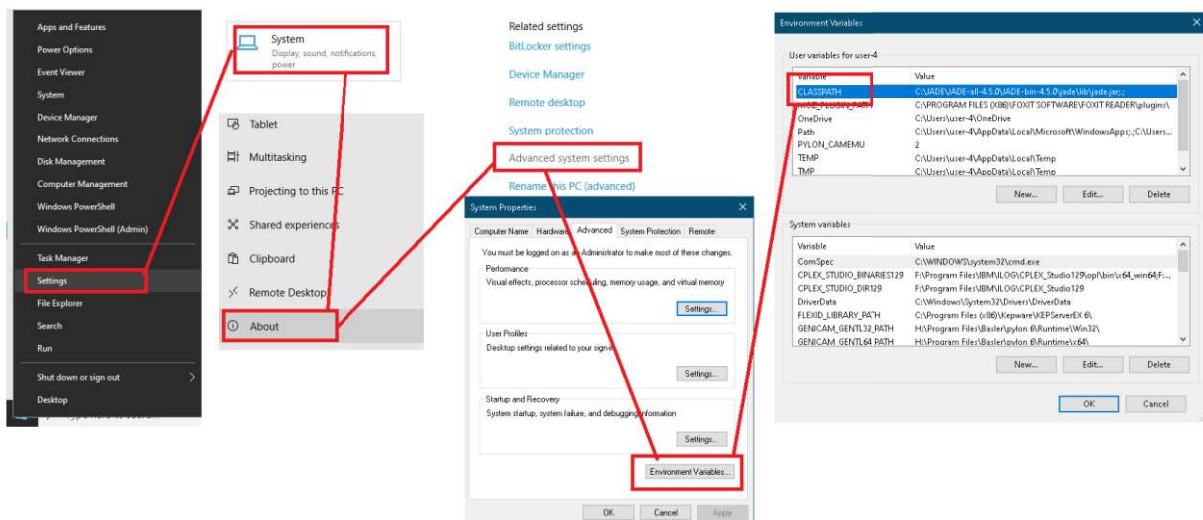 Apps and Features
Power Options
Event Viewer
System
Device Manager
Network Connections
Disk Management
Computer Management
Windows PowerShell
Windows PowerShell (Admin)
Task Manager
Settings
File Explorer
Search
Run
Shut down or sign out
Desktop
System
Display, sound, notifications,
power
Tablet
Multitasking
Projecting to this PC
Shared experiences
Clipboard
Remote Desktop
About
Related settings
BitLocker settings
Device Manager
Remote desktop
System protection
Advanced system settings
Rename this PC (advanced)
System Properties
Computer Name Hardware Advanced System Protection Remote
You must be logged on as an Administrator to make most of these changes.
Performance
Visual effects, processor scheduling, memory usage, and virtual memory
Settings...
User Profiles
Desktop settings related to your sign-in
Settings...
Startup and Recovery
System startup, system failure, and debugging information
Settings...
Environment Variables...
OK Cancel Apply
Environment Variables
User variables for user-4
Variable Value
CLASSPATH C:\JADE\JADE-all-4.5.0\JADE-bin-4.5.0\jade\lib\jade.jar;.;
C:\PROGRAM FILES (X86)\FOXIT SOFTWARE\FOXIT READER\plugins\
OneDrive C:\Users\user-4\OneDrive
Path C:\Users\user-4\AppData\Local\Microsoft\WindowsApps;.;C:\Users...
PYLON_CAMEMU 2
TEMP C:\Users\user-4\AppData\Local\Temp
TMP C:\Users\user-4\AppData\Local\Temp
New... Edit... Delete
System variables
Variable Value
ComSpec C:\WINDOWS\system32\cmd.exe
CPLEX_STUDIO_BINARIES129 F:\Program Files\IBM\ILOG\CPLEX_Studio129\opl\bin\x64_win64;F:...
CPLEX_STUDIO_DIR129 F:\Program Files\IBM\ILOG\CPLEX_Studio129
DriverData C:\Windows\System32\Drivers\DriverData
FLEXID_LIBRARY_PATH C:\Program Files (x86)\Kepware\KEPServerEX 6\
GENICAM_GENTL32_PATH H:\Program Files\Basler\pylon 6\Runtime\Win32\
GENICAM_GENTL64_PATH H:\Program Files\Basler\pylon 6\Runtime\x64\
New... Edit... Delete
OK Cancel